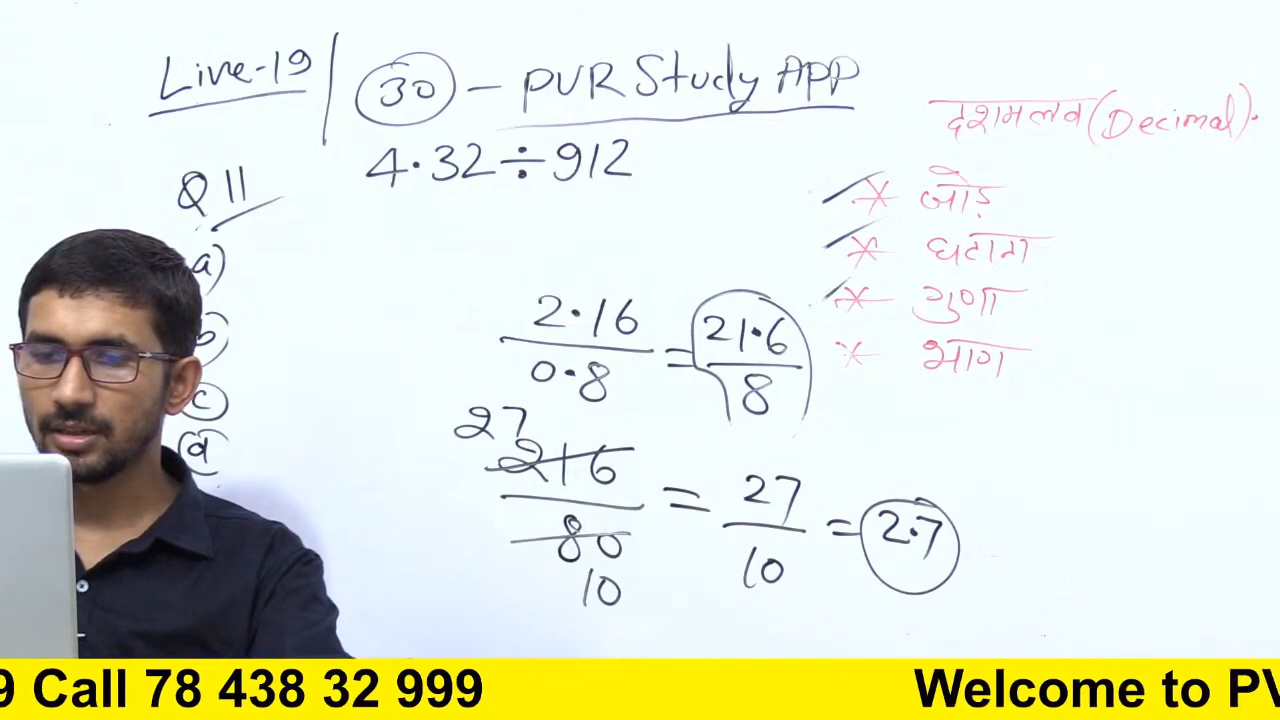 Live-19
30 - PVR Study APP
दशमलव (Decimal).
4.32 ÷ 912
Q 11
* जोड़
* घटाना
* गुणा
* भाग
a)
b)
c)
d)
2.16 / 0.8 = 21.6 / 8
27
216 / 80 = 27 / 10 = 2.7
10
9 Call 78 438 32 999
Welcome to PV